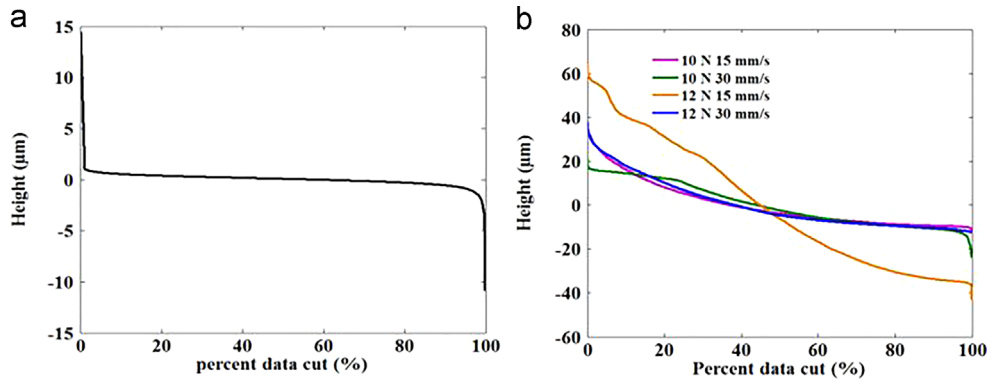 a
15
10
5
0
-5
-10
-15
Height (μm)
0 20 40 60 80 100
percent data cut (%)
b
80
60
40
20
0
-20
-40
-60
Height (μm)
10 N 15 mm/s
10 N 30 mm/s
12 N 15 mm/s
12 N 30 mm/s
0 20 40 60 80 100
Percent data cut (%)